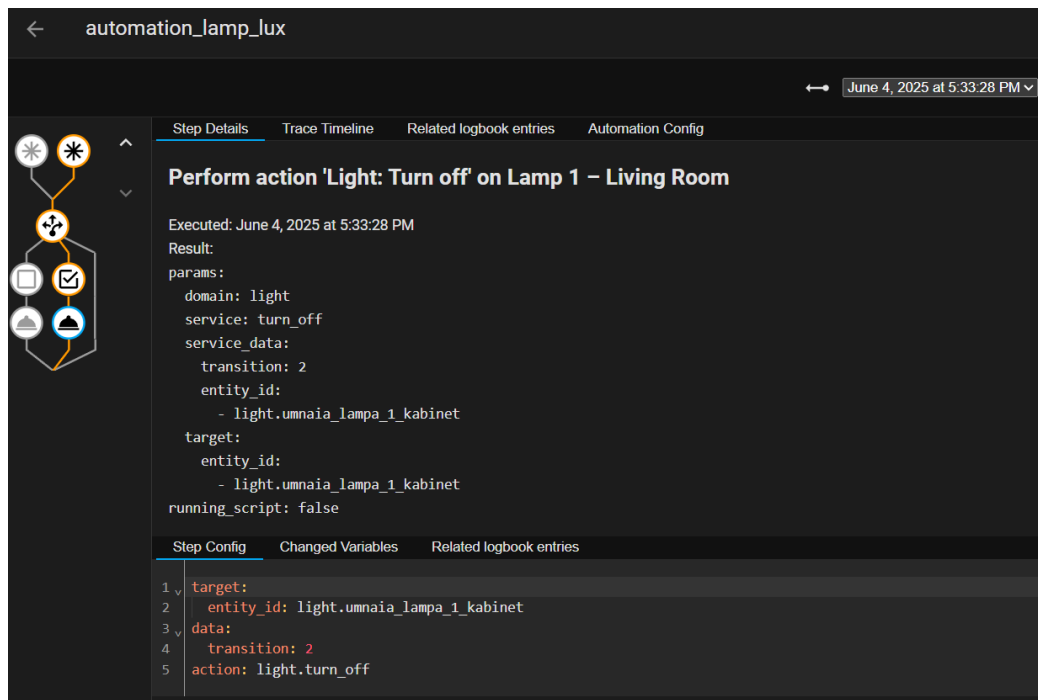 automation_lamp_lux
June 4, 2025 at 5:33:28 PM
Step Details Trace Timeline Related logbook entries Automation Config
Perform action 'Light: Turn off' on Lamp 1 – Living Room
Executed: June 4, 2025 at 5:33:28 PM
Result:
params:
  domain: light
  service: turn_off
  service_data:
    transition: 2
    entity_id:
      - light.umnaia_lampa_1_kabinet
  target:
    entity_id:
      - light.umnaia_lampa_1_kabinet
running_script: false
Step Config Changed Variables Related logbook entries
1 target:
2   entity_id: light.umnaia_lampa_1_kabinet
3 data:
4   transition: 2
5 action: light.turn_off